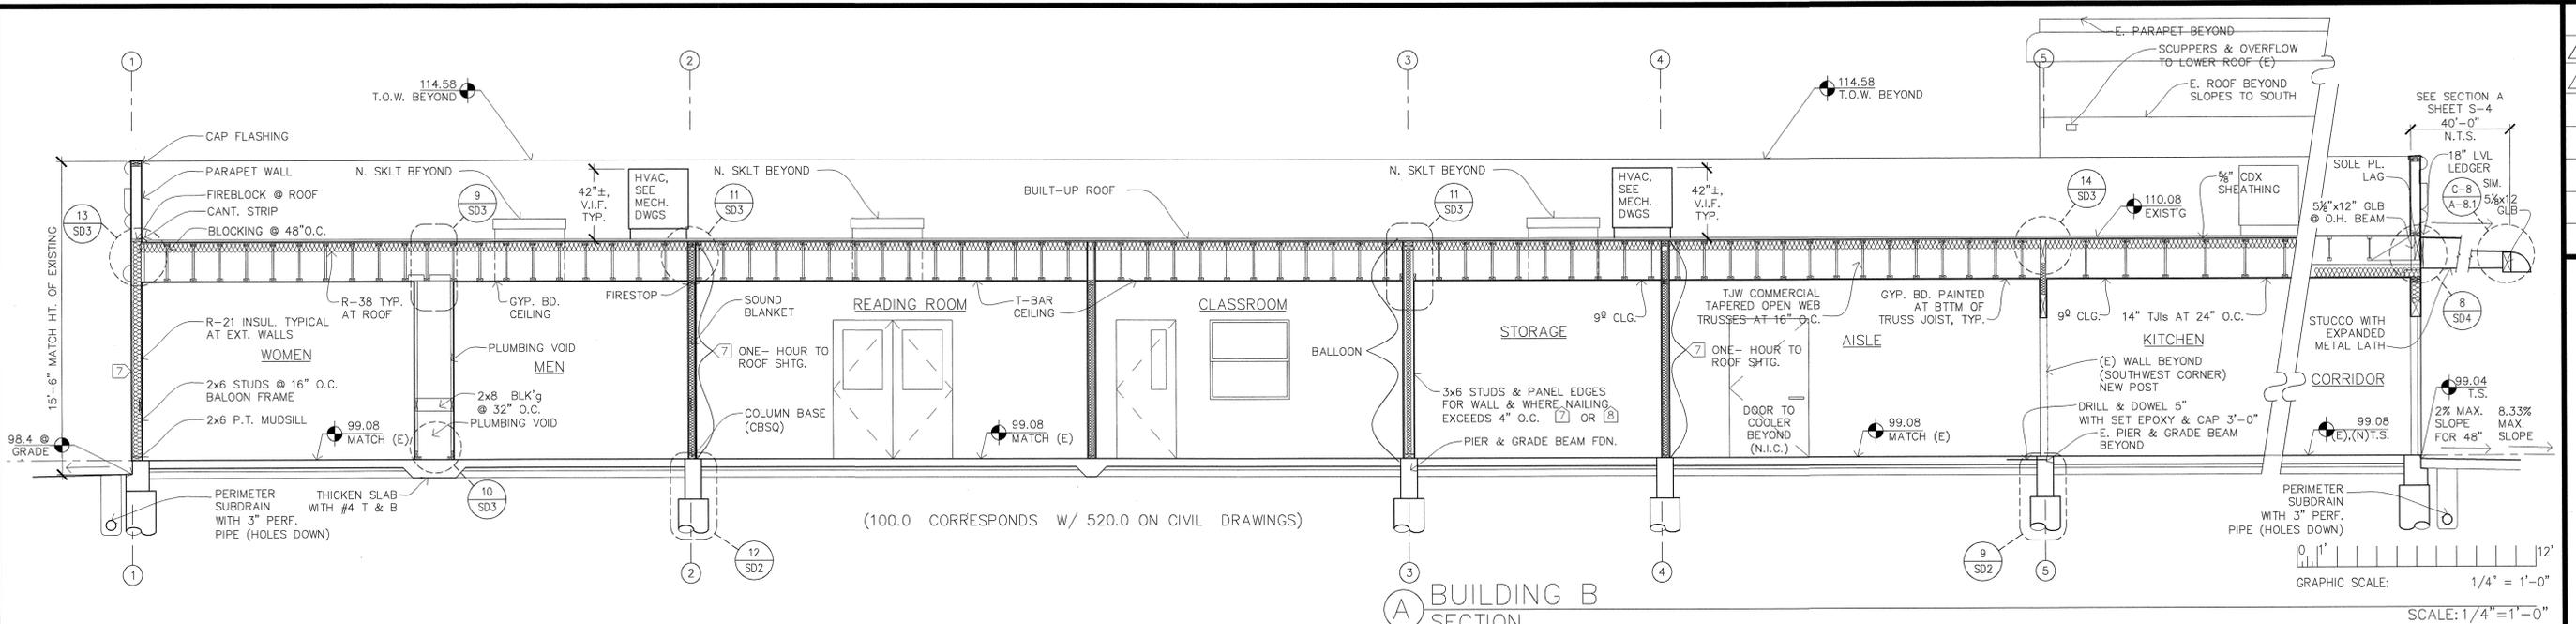 E. PARAPET BEYOND
SCUPPERS & OVERFLOW
TO LOWER ROOF (E)
E. ROOF BEYOND
SLOPES TO SOUTH
1
2
3
4
5
114.58
T.O.W. BEYOND
114.58
T.O.W. BEYOND
SEE SECTION A
SHEET S-4
40'-0"
N.T.S.
CAP FLASHING
PARAPET WALL
FIREBLOCK @ ROOF
CANT. STRIP
BLOCKING @ 48"O.C.
13
SD3
N. SKLT BEYOND
9
SD3
42"±,
V.I.F.
TYP.
HVAC,
SEE
MECH.
DWGS
N. SKLT BEYOND
11
SD3
BUILT-UP ROOF
N. SKLT BEYOND
11
SD3
HVAC,
SEE
MECH.
DWGS
42"±,
V.I.F.
TYP.
14
SD3
110.08
EXIST'G
⅝" CDX
SHEATHING
SOLE PL.
LAG
18" LVL
LEDGER
C-8
A-8.1
SIM.
5⅛"x12"
GLB
5⅛"x12" GLB
@ O.H. BEAM
15'-6" MATCH HT. OF EXISTING
R-38 TYP.
AT ROOF
GYP. BD.
CEILING
FIRESTOP
SOUND
BLANKET
READING ROOM
T-BAR
CEILING
CLASSROOM
STORAGE
9⁰ CLG.
TJW COMMERCIAL
TAPERED OPEN WEB
TRUSSES AT 16" O.C.
GYP. BD. PAINTED
AT BTTM OF
TRUSS JOIST, TYP.
9⁰ CLG.
14" TJIs AT 24" O.C.
8
SD4
STUCCO WITH
EXPANDED
METAL LATH
R-21 INSUL. TYPICAL
AT EXT. WALLS
WOMEN
PLUMBING VOID
MEN
7
ONE- HOUR TO
ROOF SHTG.
BALLOON
7
ONE- HOUR TO
ROOF SHTG.
AISLE
KITCHEN
(E) WALL BEYOND
(SOUTHWEST CORNER)
NEW POST
CORRIDOR
7
2x6 STUDS @ 16" O.C.
BALOON FRAME
2x6 P.T. MUDSILL
2x8 BLK'g
@ 32" O.C.
PLUMBING VOID
COLUMN BASE
(CBSQ)
3x6 STUDS & PANEL EDGES
FOR WALL & WHERE NAILING
EXCEEDS 4" O.C. 7 OR 8
PIER & GRADE BEAM FDN.
DOOR TO
COOLER
BEYOND
(N.I.C.)
DRILL & DOWEL 5"
WITH SET EPOXY & CAP 3'-0"
E. PIER & GRADE BEAM
BEYOND
99.04
T.S.
2% MAX.
SLOPE
FOR 48"
8.33%
MAX.
SLOPE
98.4 @
GRADE
99.08
MATCH (E)
99.08
MATCH (E)
99.08
MATCH (E)
99.08
(E),(N)T.S.
PERIMETER
SUBDRAIN
WITH 3" PERF.
PIPE (HOLES DOWN)
THICKEN SLAB
WITH #4 T & B
10
SD3
12
SD2
(100.0 CORRESPONDS W/ 520.0 ON CIVIL DRAWINGS)
9
SD2
PERIMETER
SUBDRAIN
WITH 3" PERF.
PIPE (HOLES DOWN)
1
2
3
4
5
0 1' 12'
GRAPHIC SCALE: 1/4" = 1'-0"
A
BUILDING B
SECTION
SCALE:1/4"=1'-0"